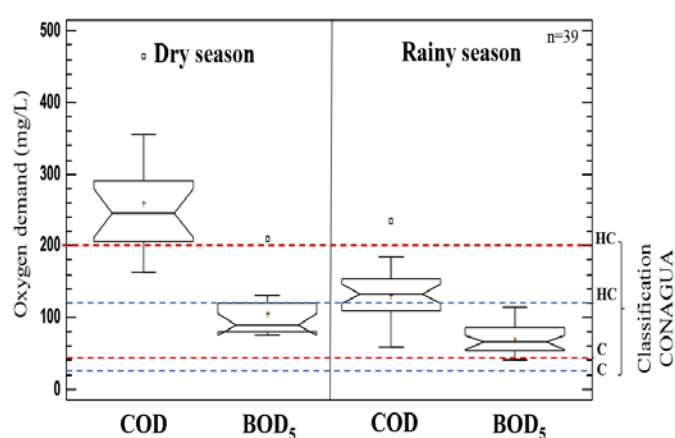 500
400
300
200
100
0
Oxygen demand (mg/L)
Dry season
Rainy season
n=39
HC
HC
C
C
Classification
CONAGUA
COD
BOD₅
COD
BOD₅